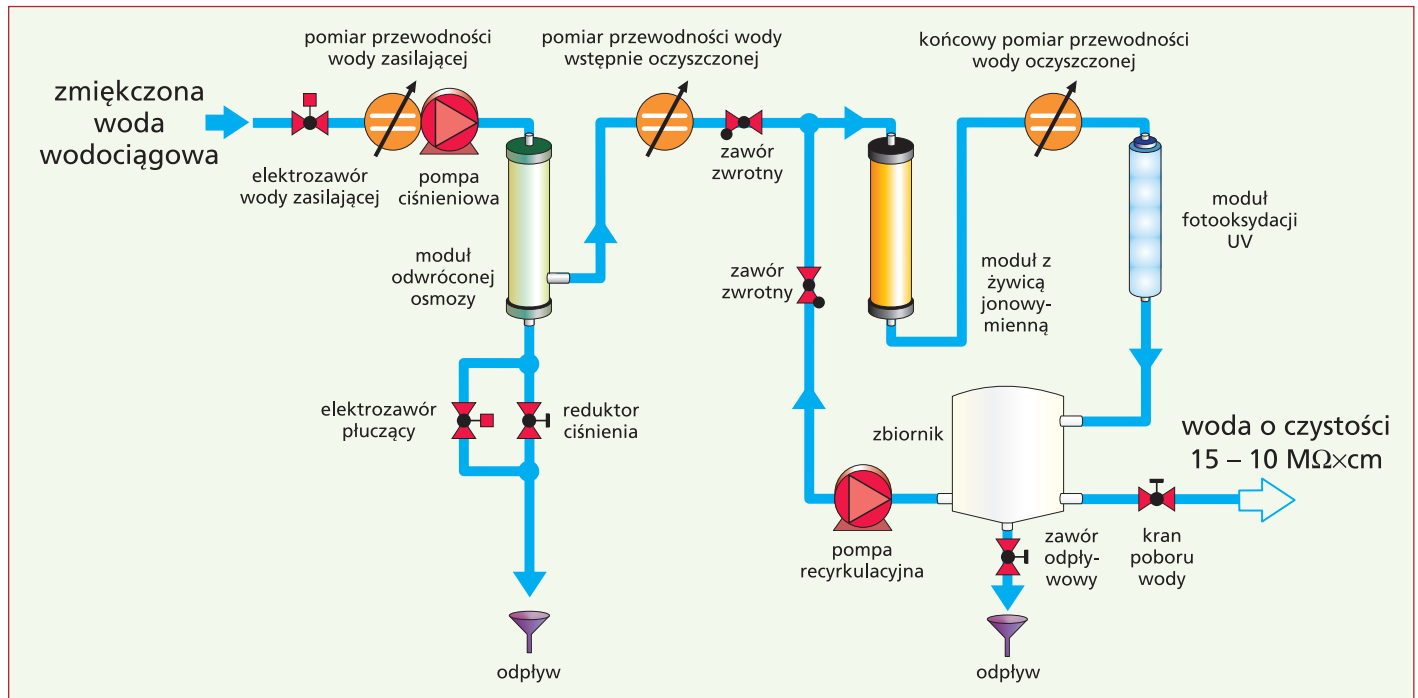 zmiękczona
woda
wodociągowa
pomiar przewodności
wody zasilającej
pomiar przewodności wody
wstępnie oczyszczonej
końcowy pomiar przewodności
wody oczyszczonej
elektrozawór
wody zasilającej
pompa
ciśnieniowa
zawór
zwrotny
moduł
odwróconej
osmozy
zawór
zwrotny
moduł z
żywicą
jonowy-
mienną
moduł
fotooksydacji
UV
elektrozawór
płuczący
reduktor
ciśnienia
zbiornik
woda o czystości
15 – 10 MΩ×cm
pompa
recyrkulacyjna
zawór
odpły-
wowy
kran
poboru
wody
odpływ
odpływ